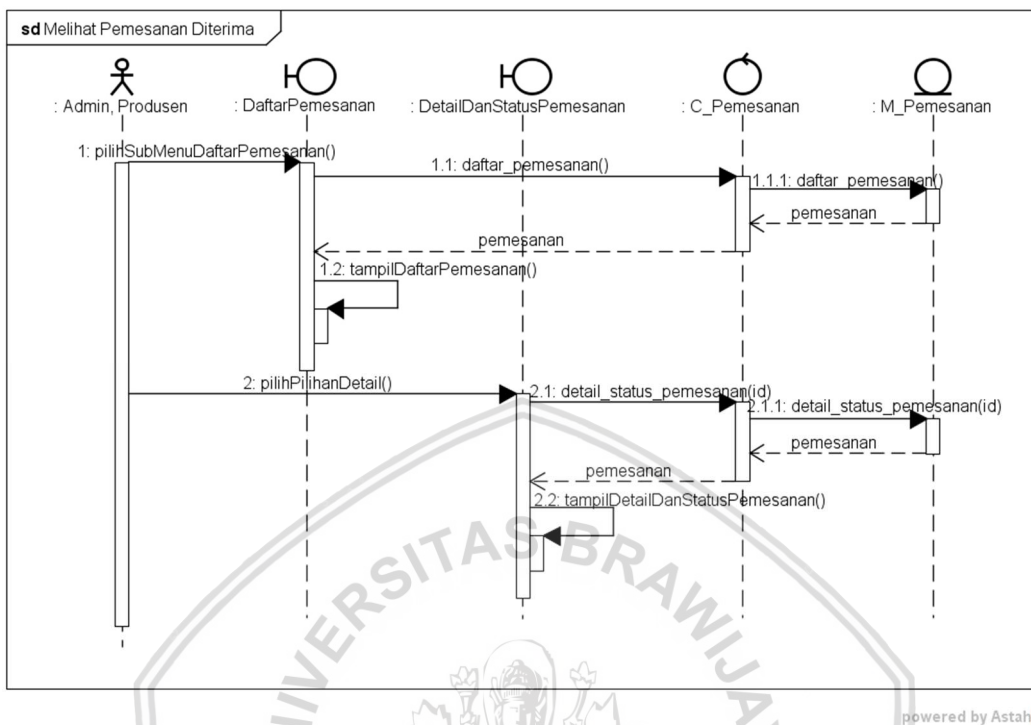 sd Melihat Pemesanan Diterima
: Admin, Produsen
: DaftarPemesanan
: DetailDanStatusPemesanan
: C_Pemesanan
: M_Pemesanan
1: pilihSubMenuDaftarPemesanan()
1.1: daftar_pemesanan()
1.1.1: daftar_pemesanan()
pemesanan
pemesanan
1.2: tampilDaftarPemesanan()
2: pilihPilihanDetail()
2.1: detail_status_pemesanan(id)
2.1.1: detail_status_pemesanan(id)
pemesanan
pemesanan
2.2: tampilDetailDanStatusPemesanan()
powered by Astah